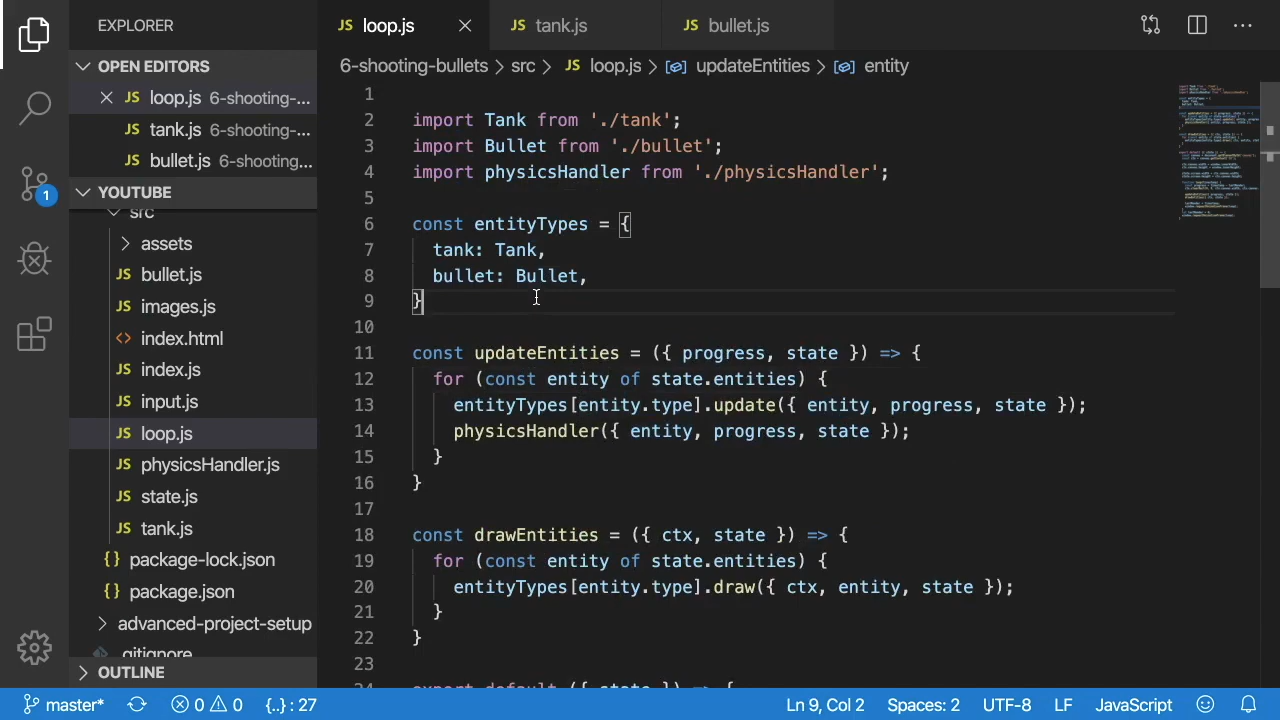 EXPLORER
OPEN EDITORS
JS loop.js 6-shooting-...
JS tank.js 6-shooting-...
JS bullet.js 6-shooting-...
YOUTUBE
src
assets
JS bullet.js
JS images.js
<> index.html
JS index.js
JS input.js
JS loop.js
JS physicsHandler.js
JS state.js
JS tank.js
{} package-lock.json
{} package.json
advanced-project-setup
.gitignore
OUTLINE
1
JS loop.js
JS tank.js
JS bullet.js
6-shooting-bullets > src > JS loop.js > updateEntities > entity
1
2 import Tank from './tank';
3 import Bullet from './bullet';
4 import physicsHandler from './physicsHandler';
5
6 const entityTypes = {
7 tank: Tank,
8 bullet: Bullet,
9 }
10
11 const updateEntities = ({ progress, state }) => {
12 for (const entity of state.entities) {
13 entityTypes[entity.type].update({ entity, progress, state });
14 physicsHandler({ entity, progress, state });
15 }
16 }
17
18 const drawEntities = ({ ctx, state }) => {
19 for (const entity of state.entities) {
20 entityTypes[entity.type].draw({ ctx, entity, state });
21 }
22 }
23
24 export default ({ state }) => {
master* 0 0 {..} : 27 Ln 9, Col 2 Spaces: 2 UTF-8 LF JavaScript